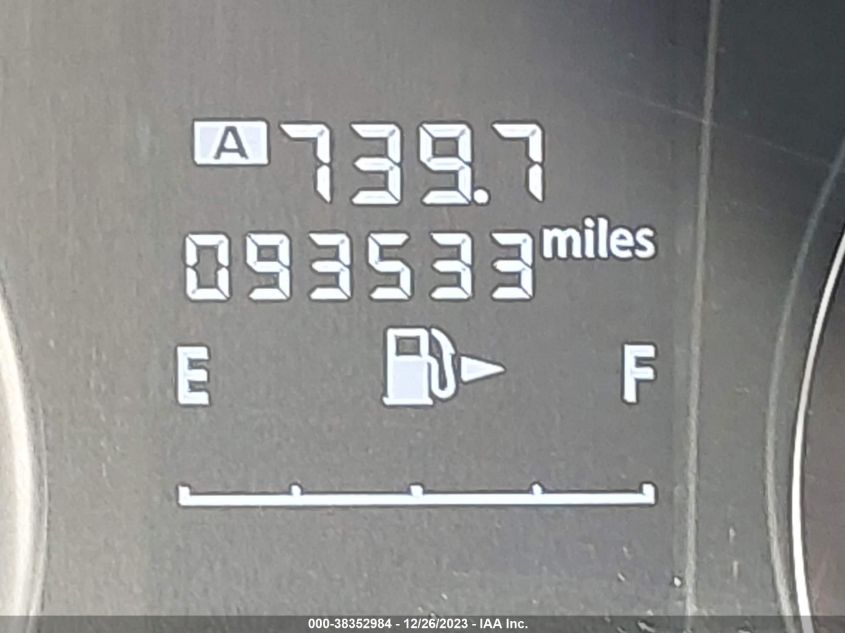 A 739.7
093533 miles
E F
000-38352984 - 12/26/2023 - IAA Inc.